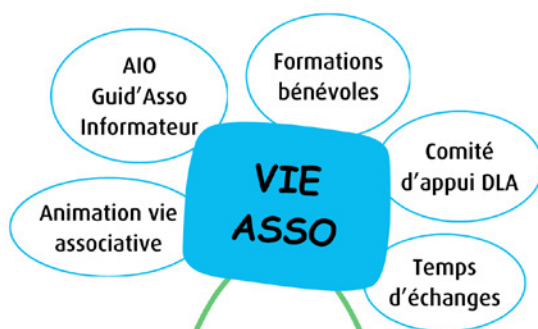 AIO
Guid'Asso
Informateur
Formations
bénévoles
Comité
d'appui DLA
Temps
d'échanges
Animation vie
associative
VIE
ASSO